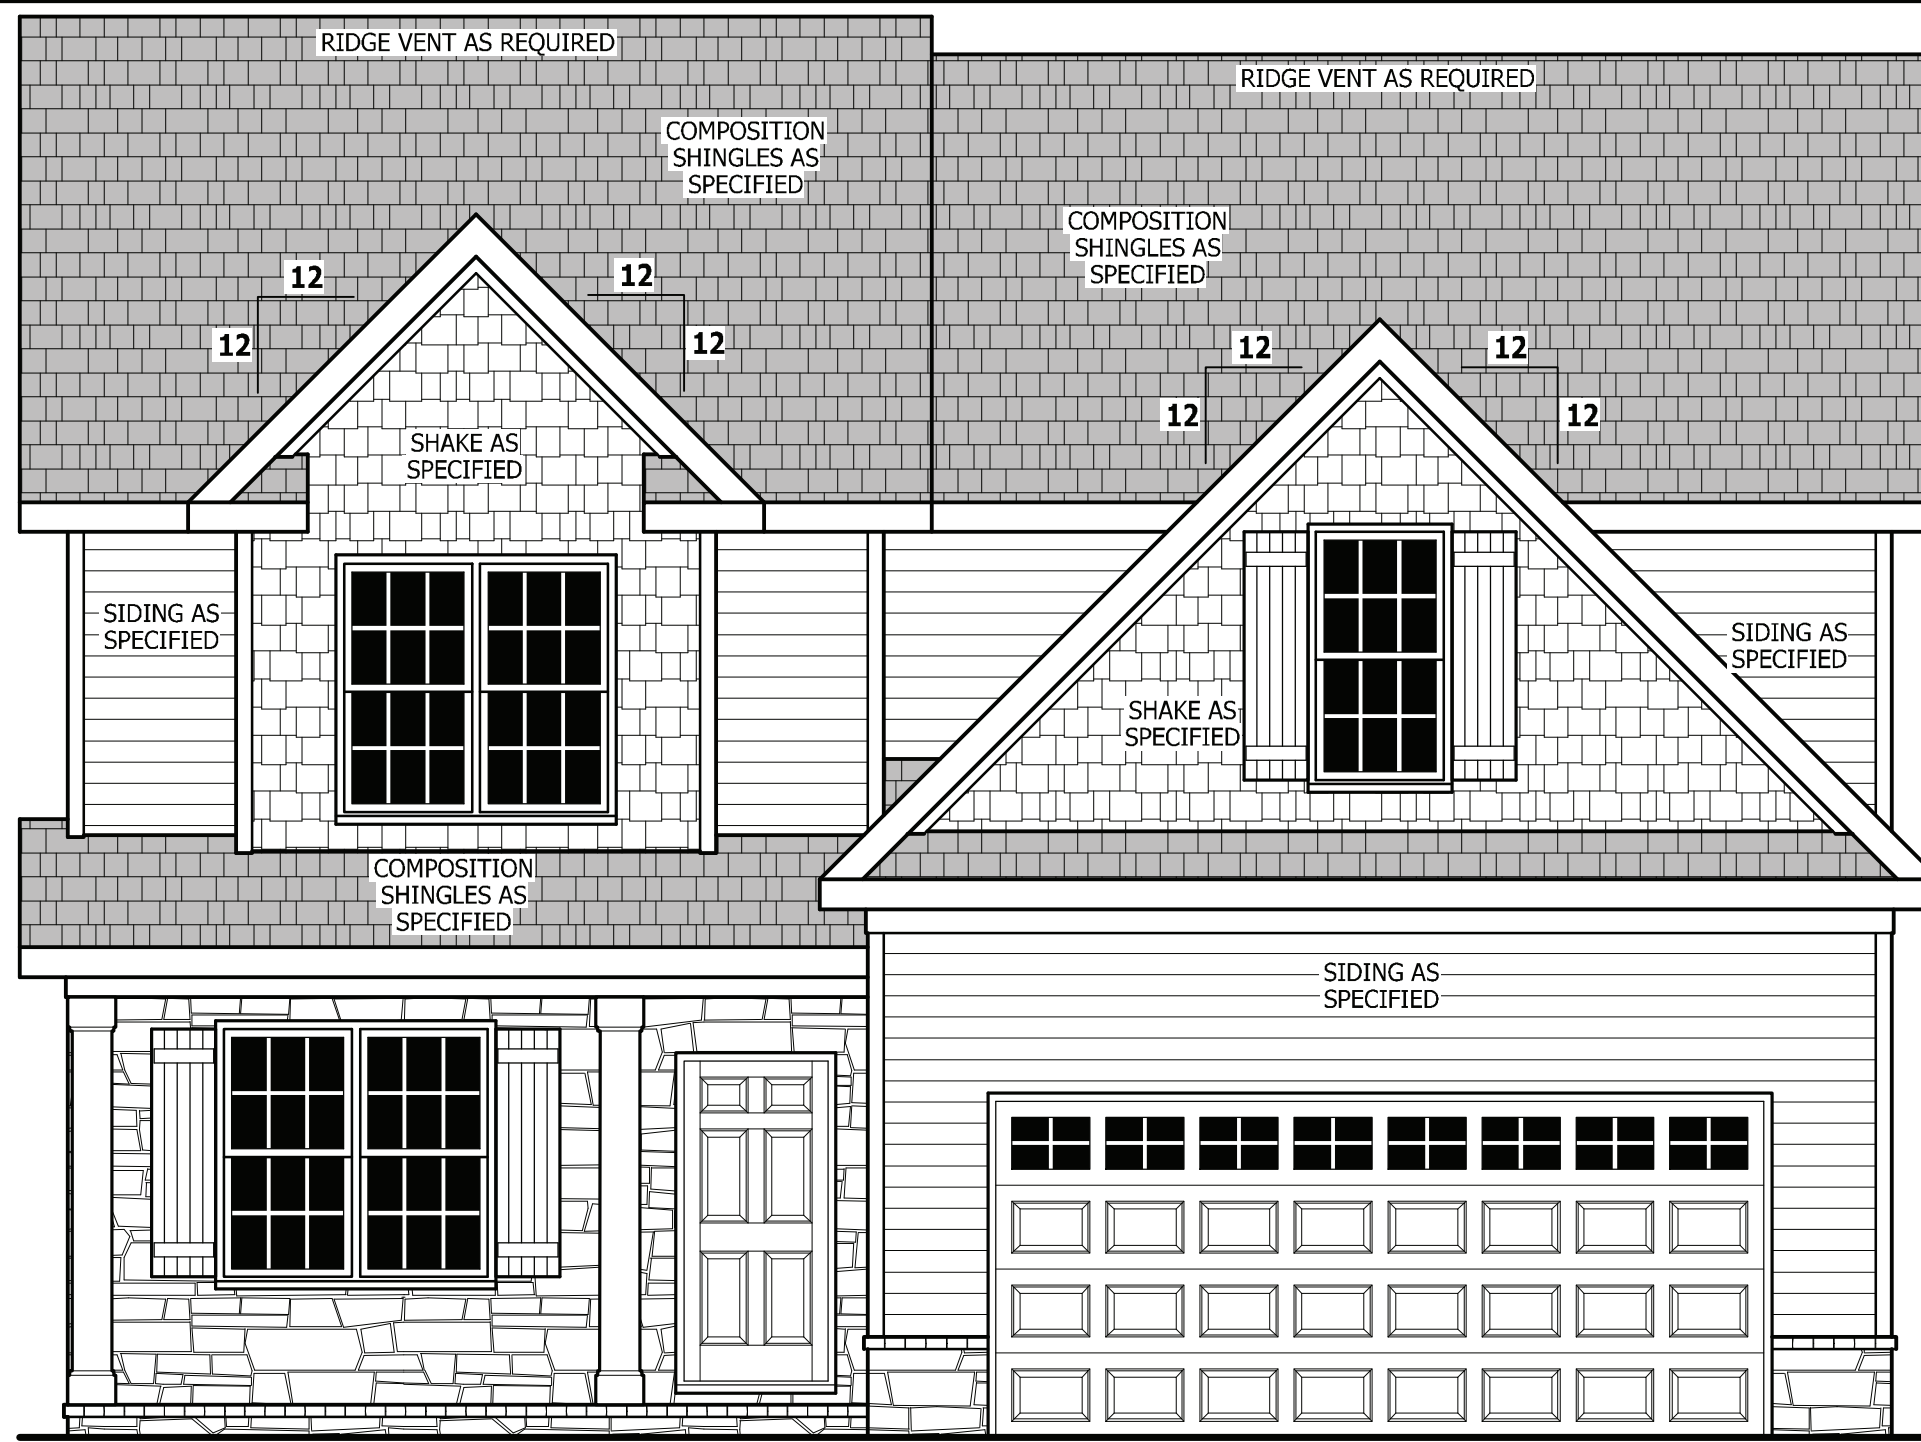 RIDGE VENT AS REQUIRED
RIDGE VENT AS REQUIRED
COMPOSITION
SHINGLES AS
SPECIFIED
COMPOSITION
SHINGLES AS
SPECIFIED
12
12
12
12
12
12
12
12
SHAKE AS
SPECIFIED
SIDING AS
SPECIFIED
SIDING AS
SPECIFIED
SHAKE AS
SPECIFIED
COMPOSITION
SHINGLES AS
SPECIFIED
SIDING AS
SPECIFIED